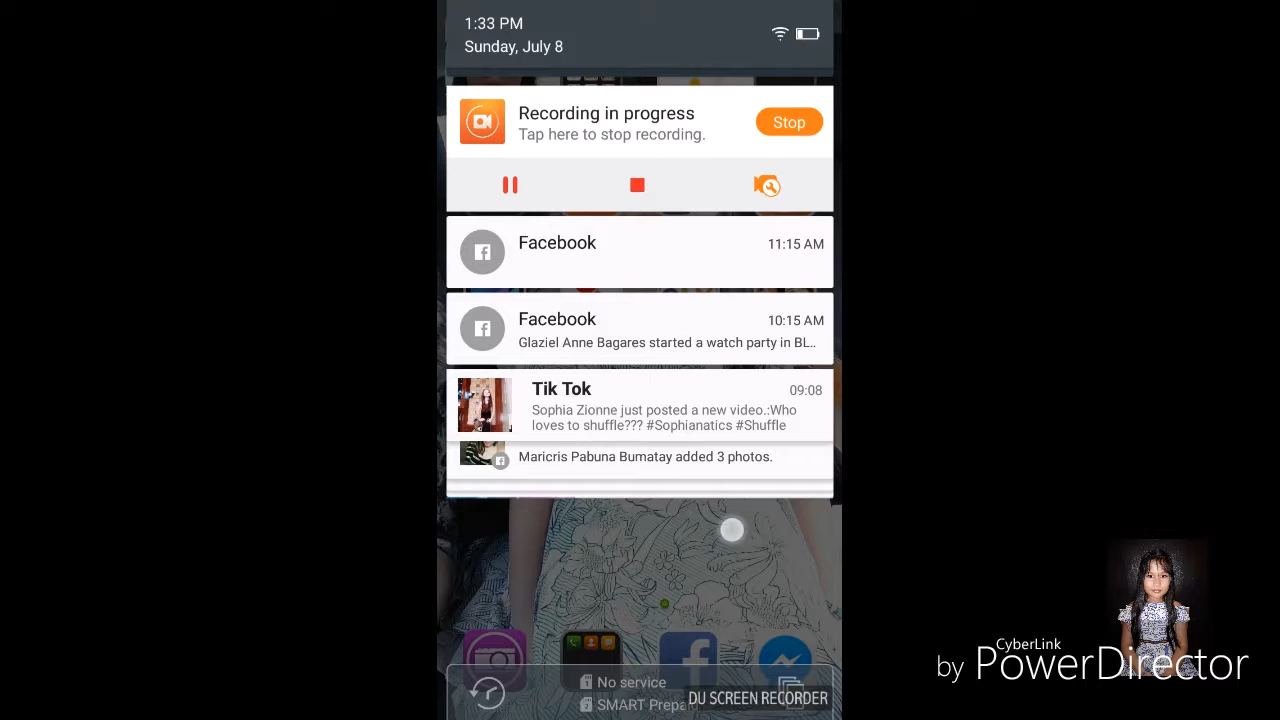 1:33 PM
Sunday, July 8
Recording in progress
Tap here to stop recording.
Stop
Facebook
11:15 AM
Facebook
10:15 AM
Glaziel Anne Bagares started a watch party in BL..
Tik Tok
09:08
Sophia Zionne just posted a new video.:Who
loves to shuffle??? #Sophianatics #Shuffle
Maricris Pabuna Bumatay added 3 photos.
1 No service
2 SMART Prepa
DU SCREEN RECORDER
CyberLink
by PowerDirector